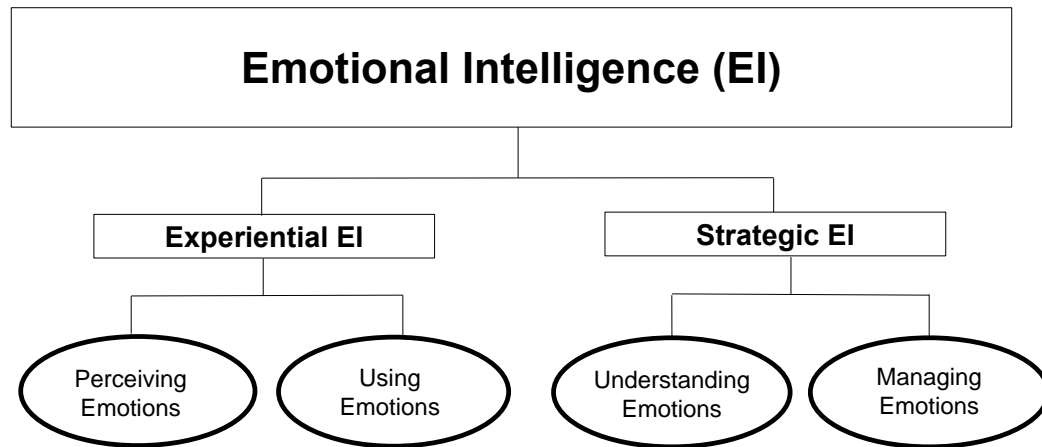 Emotional Intelligence (EI)
Experiential EI
Strategic EI
Perceiving
Emotions
Using
Emotions
Understanding
Emotions
Managing
Emotions